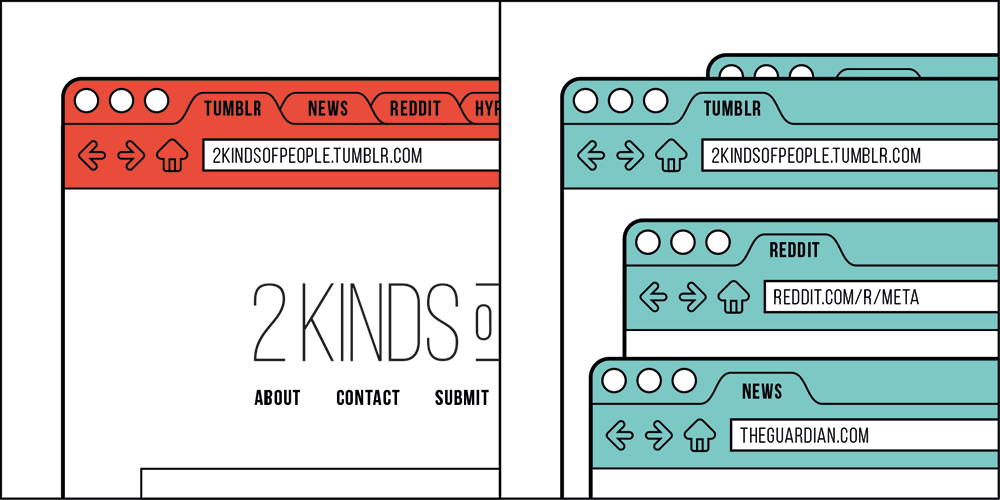 TUMBLR NEWS REDDIT HYP
2KINDSOFPEOPLE.TUMBLR.COM
2 KINDS O
ABOUT CONTACT SUBMIT
TUMBLR
2KINDSOFPEOPLE.TUMBLR.COM
REDDIT
REDDIT.COM/R/META
NEWS
THEGUARDIAN.COM